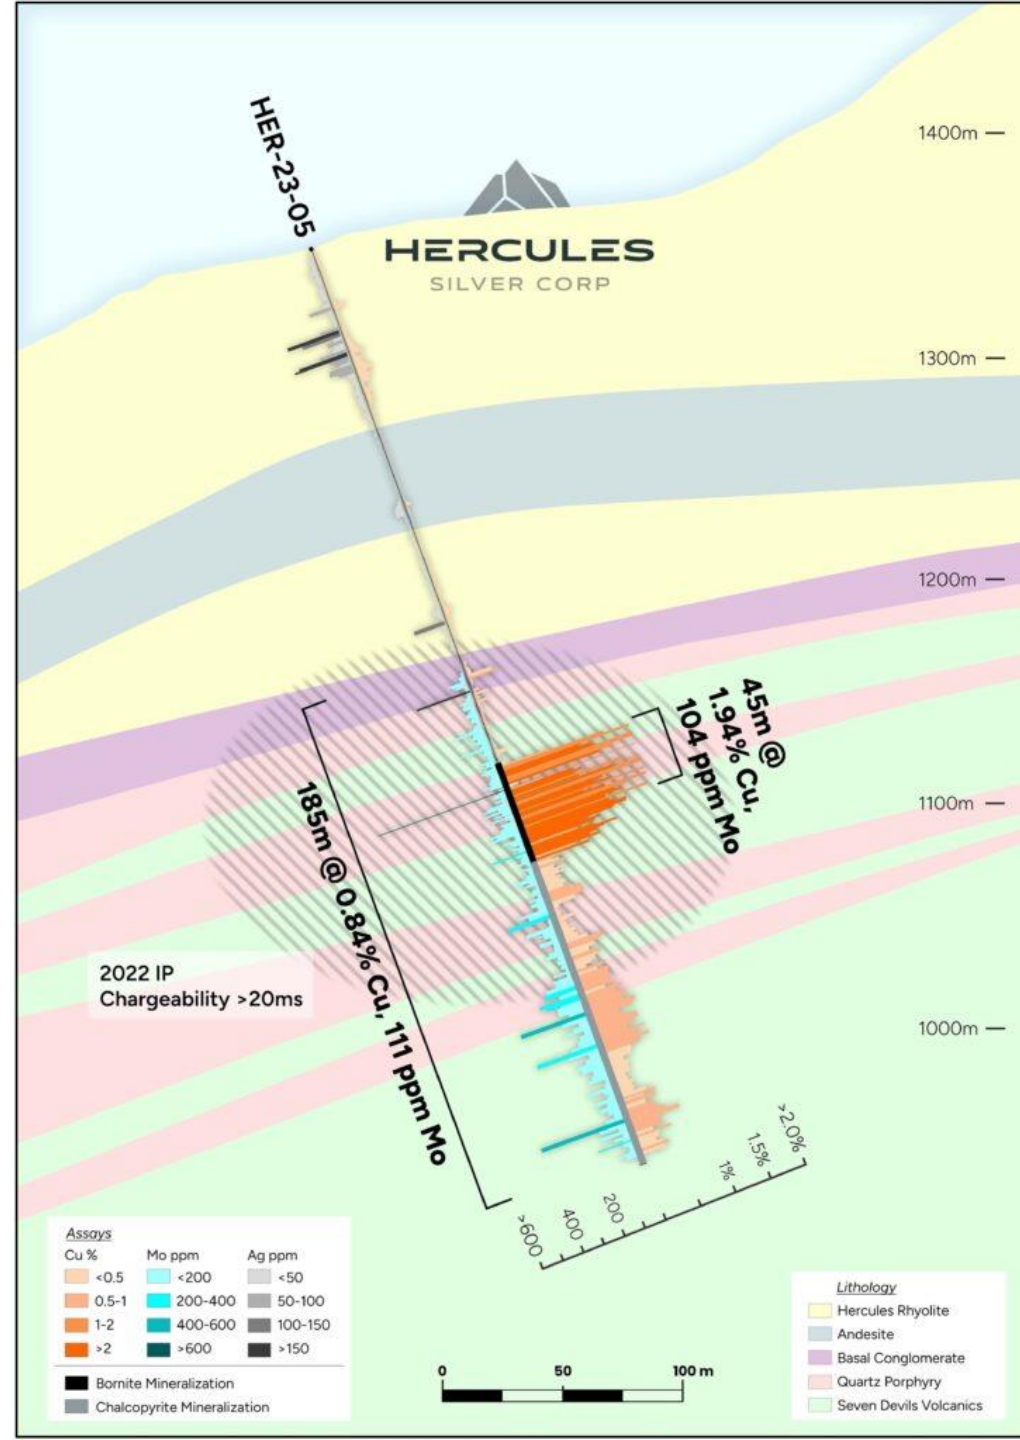 HER-23-05
HERCULES
SILVER CORP
1400m
1300m
1200m
1100m
1000m
45m @
1.94% Cu,
104 ppm Mo
185m @ 0.84% Cu, 111 ppm Mo
2022 IP
Chargeability >20ms
>2.0%
1.5%
1%
200
400
>600
Assays
Cu % Mo ppm Ag ppm
<0.5 <200 <50
0.5-1 200-400 50-100
1-2 400-600 100-150
>2 >600 >150
Bornite Mineralization
Chalcopyrite Mineralization
0 50 100 m
Lithology
Hercules Rhyolite
Andesite
Basal Conglomerate
Quartz Porphyry
Seven Devils Volcanics